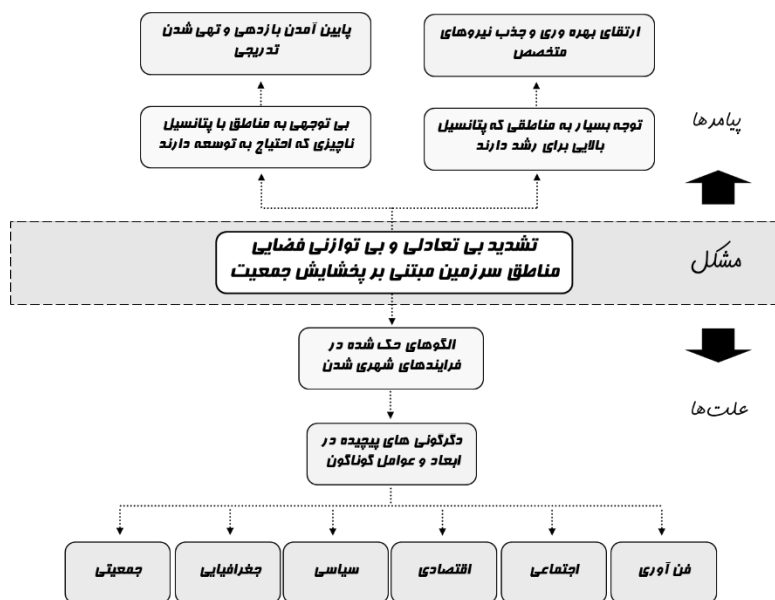 ارتقای بهره وری و جذب نیروهای
متخصص
پایین آمدن بازدهی و تهی شدن
تدریجی
توجه بسیار به مناطقی که پتانسیل
بالایی برای رشد دارند
بی توجهی به مناطق با پتانسیل
ناچیزی که احتیاج به توسعه دارند
پیامرها
تشدید بی تعادلی و بی توازنی فضایی
مناطق سرزمین مبتنی بر پخشایش جمعیت
مشکل
الگوهای حک شده در
فرایندهای شهری شدن
علت‌ها
دگرگونی های پیچیده در
ابعاد و عوامل گوناگون
فن آوری
اجتماعی
اقتصادی
سیاسی
جغرافیایی
جمعیتی